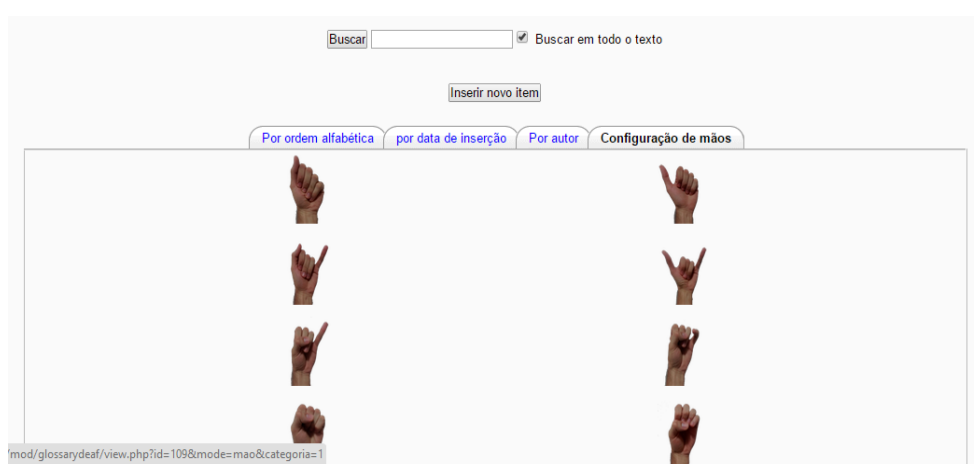 Buscar Buscar em todo o texto
Inserir novo item
Por ordem alfabética por data de inserção Por autor Configuração de mãos
/mod/glossarydeaf/view.php?id=109&mode=mao&categoria=1